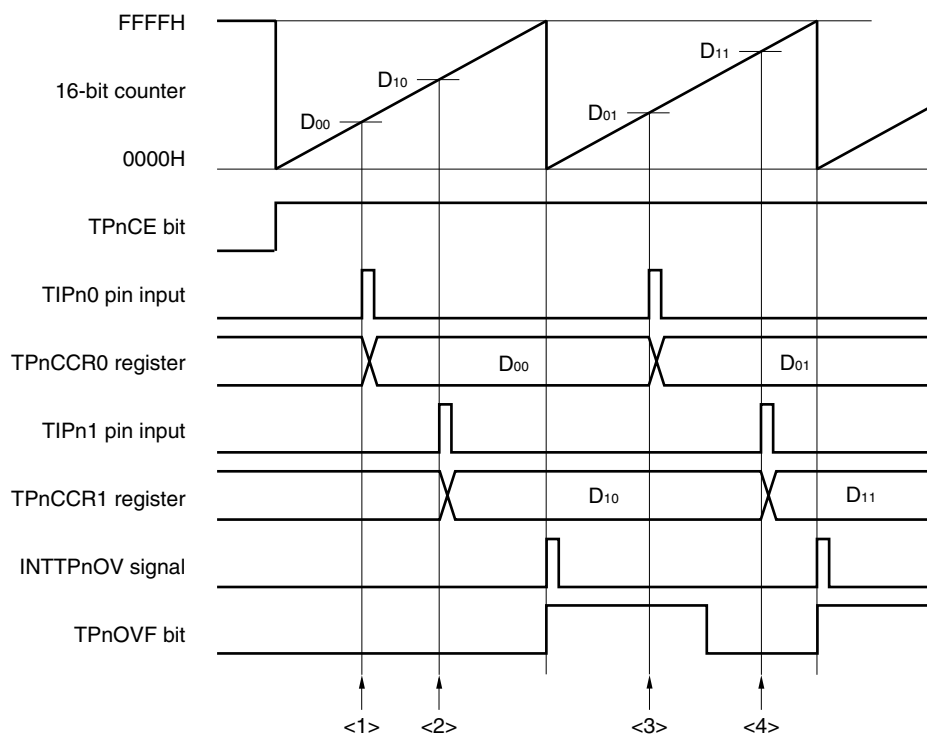 FFFFH
D11
D10
16-bit counter
D01
D00
0000H
TPnCE bit
TIPn0 pin input
TPnCCR0 register
D00
D01
TIPn1 pin input
TPnCCR1 register
D10
D11
INTTPnOV signal
TPnOVF bit
<1>
<2>
<3>
<4>